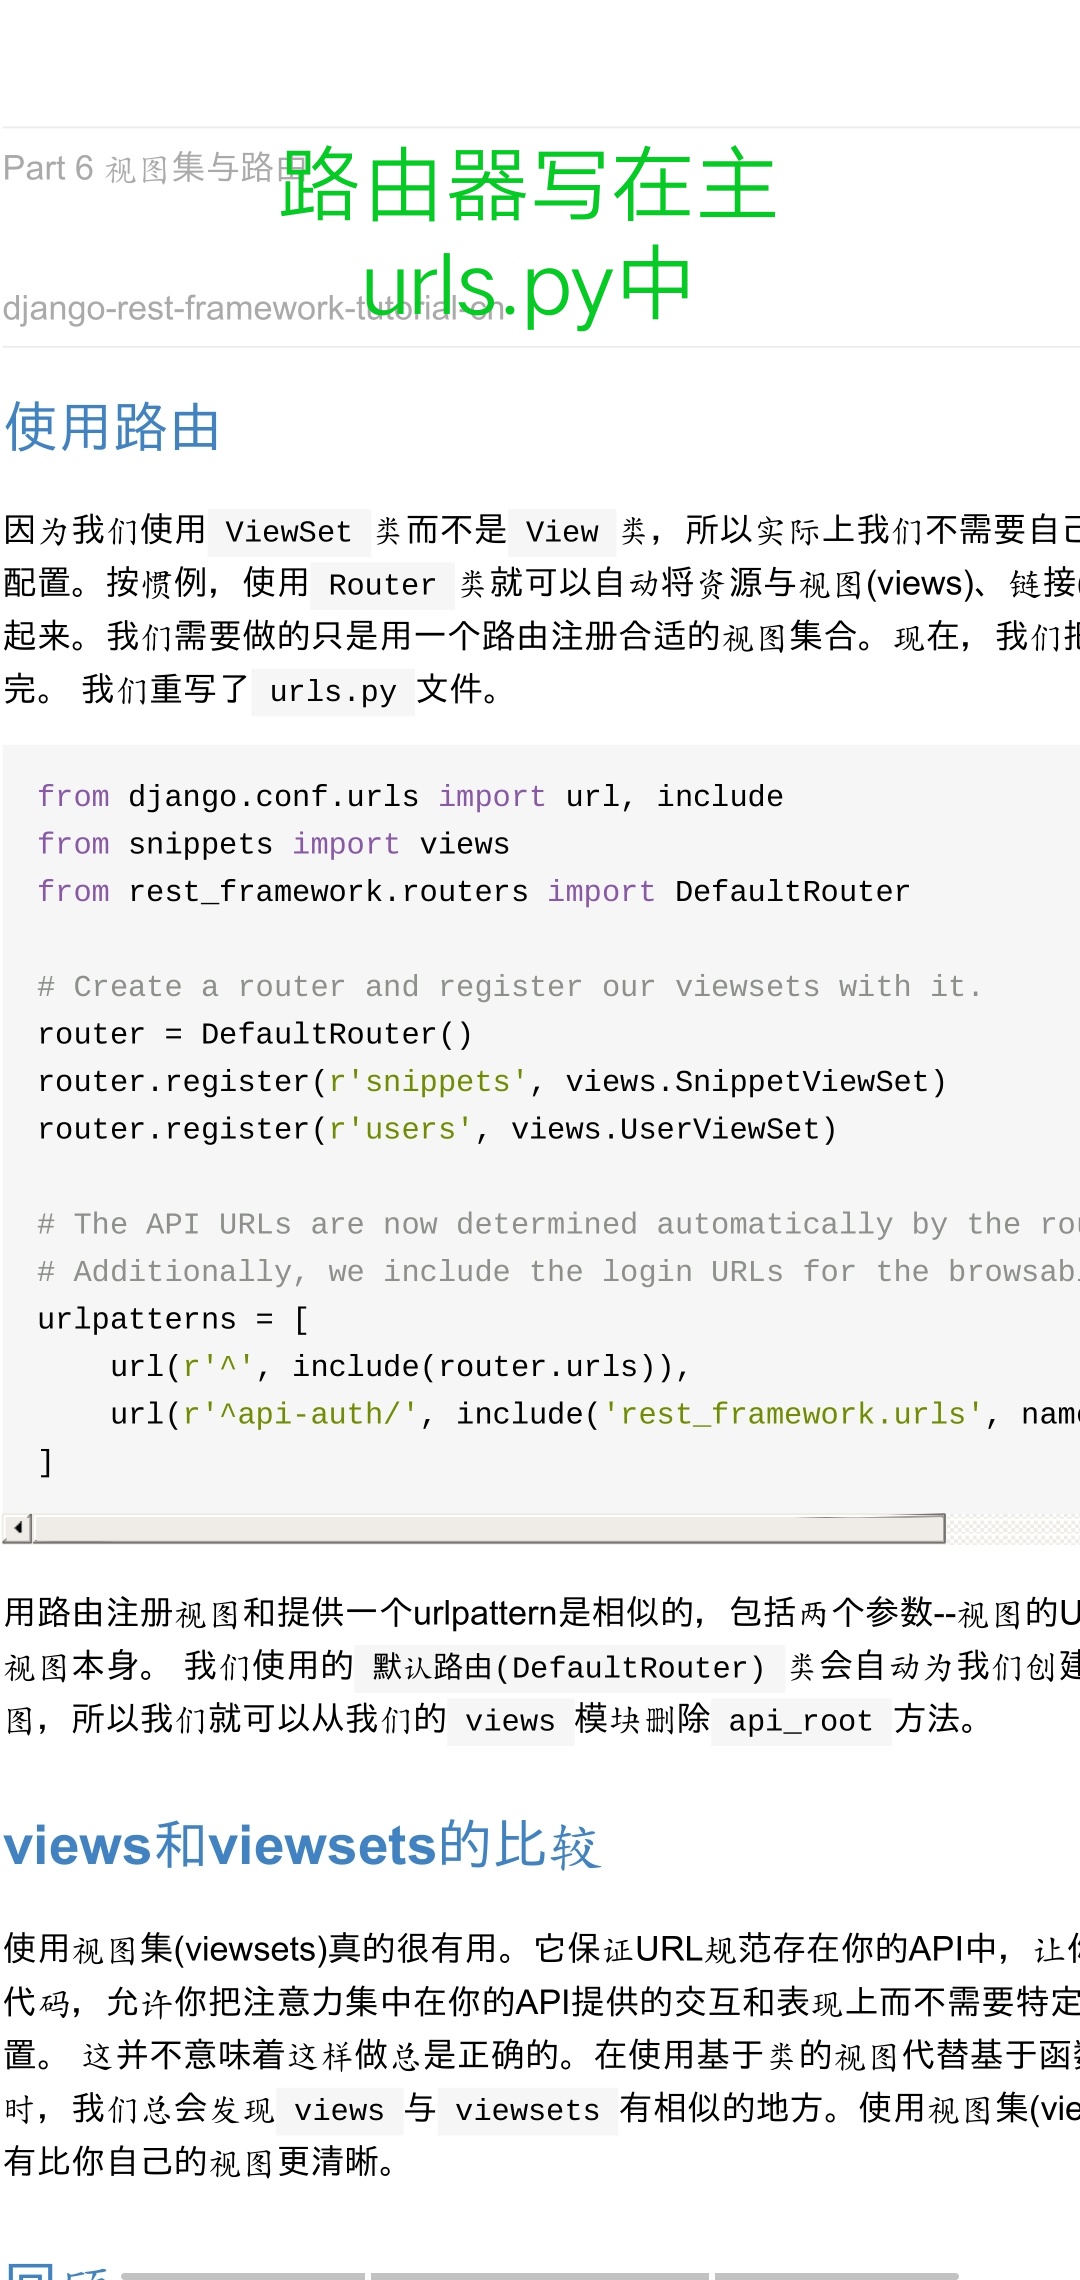 Part 6 视图集与路由
路由器写在主
urls.py中
django-rest-framework-tutorial-cn
使用路由
因为我们使用 ViewSet 类而不是 View 类，所以实际上我们不需要自己
配置。按惯例，使用 Router 类就可以自动将资源与视图(views)、链接(
起来。我们需要做的只是用一个路由注册合适的视图集合。现在，我们把
完。 我们重写了 urls.py 文件。
from django.conf.urls import url, include
from snippets import views
from rest_framework.routers import DefaultRouter
# Create a router and register our viewsets with it.
router = DefaultRouter()
router.register(r'snippets', views.SnippetViewSet)
router.register(r'users', views.UserViewSet)
# The API URLs are now determined automatically by the rou
# Additionally, we include the login URLs for the browsab
urlpatterns = [
    url(r'^', include(router.urls)),
    url(r'^api-auth/', include('rest_framework.urls', name
]
用路由注册视图和提供一个urlpattern是相似的，包括两个参数--视图的U
视图本身。 我们使用的 默认路由(DefaultRouter) 类会自动为我们创建
图，所以我们就可以从我们的 views 模块删除 api_root 方法。
views和viewsets的比较
使用视图集(viewsets)真的很有用。它保证URL规范存在你的API中，让你
代码，允许你把注意力集中在你的API提供的交互和表现上而不需要特定
置。 这并不意味着这样做总是正确的。在使用基于类的视图代替基于函数
时，我们总会发现 views 与 viewsets 有相似的地方。使用视图集(vie
有比你自己的视图更清晰。